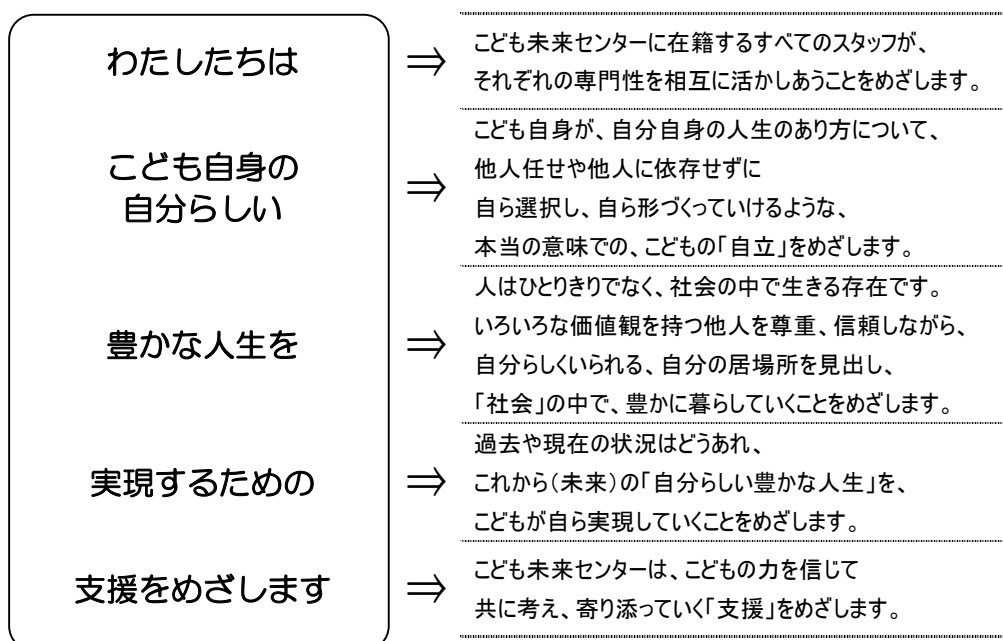 わたしたちは
⇒
こども未来センターに在籍するすべてのスタッフが、
それぞれの専門性を相互に活かしあうことをめざします。
こども自身の
自分らしい
⇒
こども自身が、自分自身の人生のあり方について、
他人任せや他人に依存せずに
自ら選択し、自ら形づくっていけるような、
本当の意味での、こどもの「自立」をめざします。
豊かな人生を
⇒
人はひとりきりでなく、社会の中で生きる存在です。
いろいろな価値観を持つ他人を尊重、信頼しながら、
自分らしくいられる、自分の居場所を見出し、
「社会」の中で、豊かに暮らしていくことをめざします。
実現するための
⇒
過去や現在の状況はどうあれ、
これから(未来)の「自分らしい豊かな人生」を、
こどもが自ら実現していくことをめざします。
支援をめざします
⇒
こども未来センターは、こどもの力を信じて
共に考え、寄り添っていく「支援」をめざします。